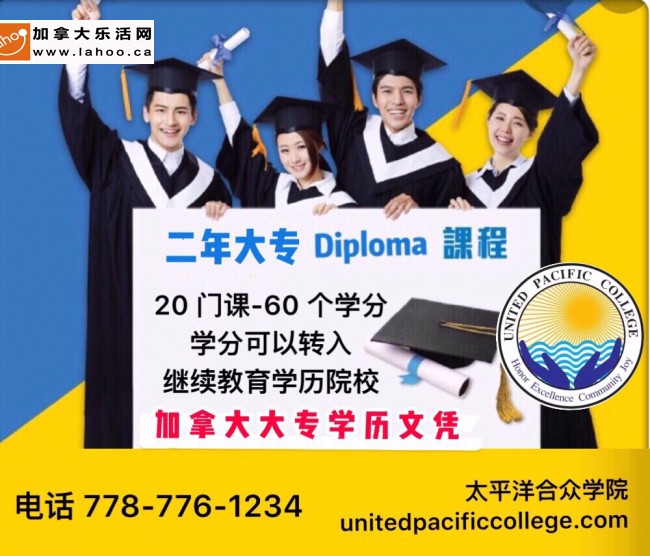 Lahoo
加拿大乐活网
www.lahoo.ca
二年大专 Diploma 課程
20 门课-60 个学分
学分可以转入
继续教育学历院校
加拿大大专学历文凭
UNITED PACIFIC COLLEGE
Honor Excellence Community Joy
电话 778-776-1234
太平洋合众学院
unitedpacificcollege.com